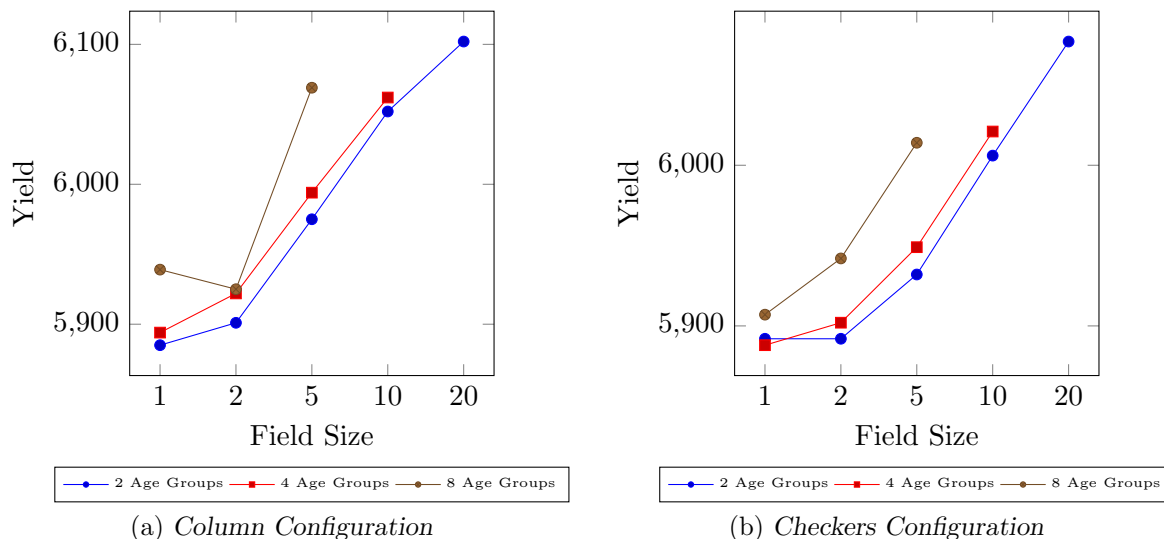 6,100
6,000
5,900
Yield
1 2 5 10 20
Field Size
2 Age Groups 4 Age Groups 8 Age Groups
(a) Column Configuration
6,000
5,900
Yield
1 2 5 10 20
Field Size
2 Age Groups 4 Age Groups 8 Age Groups
(b) Checkers Configuration